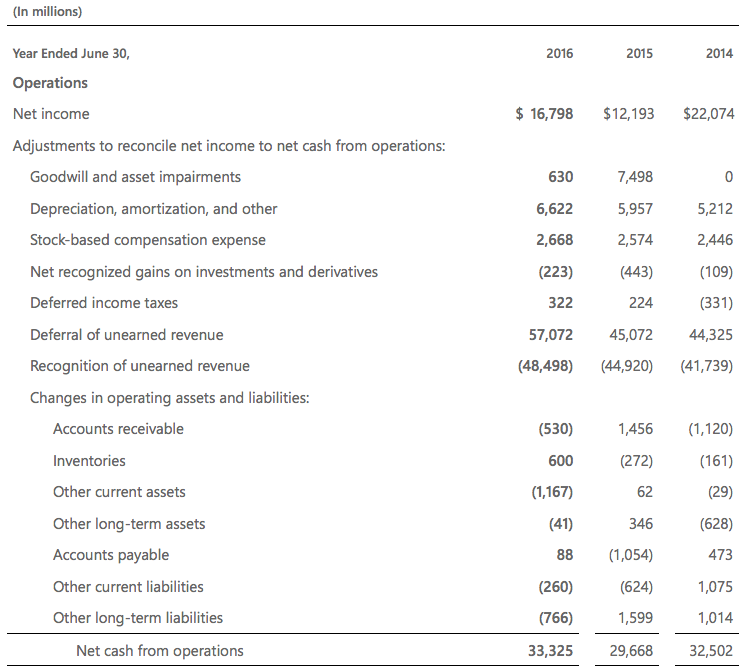 (In millions)
Year Ended June 30, 2016 2015 2014
Operations
Net income $ 16,798 $12,193 $22,074
Adjustments to reconcile net income to net cash from operations:
Goodwill and asset impairments 630 7,498 0
Depreciation, amortization, and other 6,622 5,957 5,212
Stock-based compensation expense 2,668 2,574 2,446
Net recognized gains on investments and derivatives (223) (443) (109)
Deferred income taxes 322 224 (331)
Deferral of unearned revenue 57,072 45,072 44,325
Recognition of unearned revenue (48,498) (44,920) (41,739)
Changes in operating assets and liabilities:
Accounts receivable (530) 1,456 (1,120)
Inventories 600 (272) (161)
Other current assets (1,167) 62 (29)
Other long-term assets (41) 346 (628)
Accounts payable 88 (1,054) 473
Other current liabilities (260) (624) 1,075
Other long-term liabilities (766) 1,599 1,014
Net cash from operations 33,325 29,668 32,502